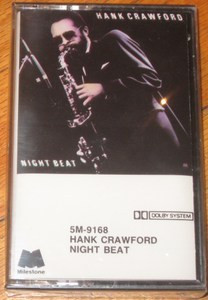 HANK CRAWFORD
NIGHT BEAT
DOLBY SYSTEM
5M-9168
HANK CRAWFORD
NIGHT BEAT
Milestone